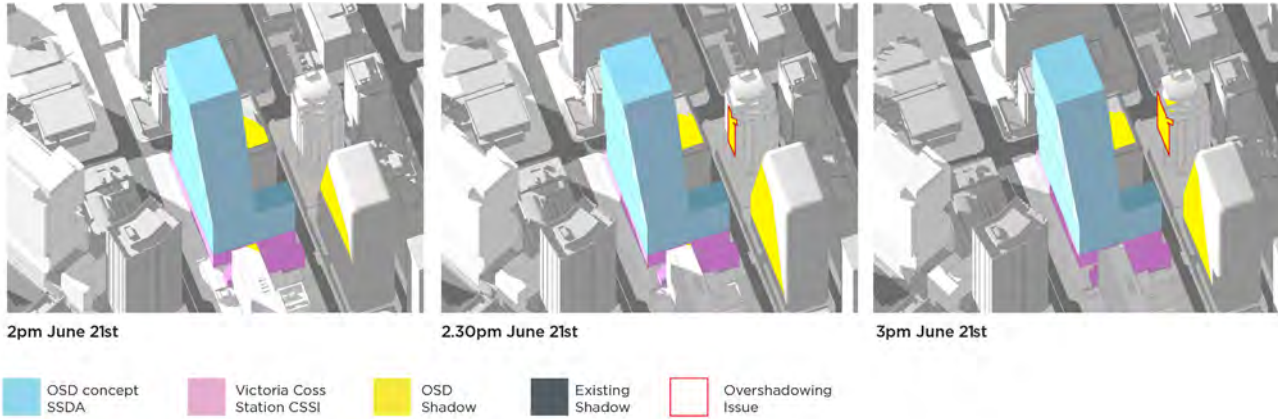 2pm June 21st
2.30pm June 21st
3pm June 21st
OSD concept
SSDA
Victoria Coss
Station CSSI
OSD
Shadow
Existing
Shadow
Overshadowing
Issue